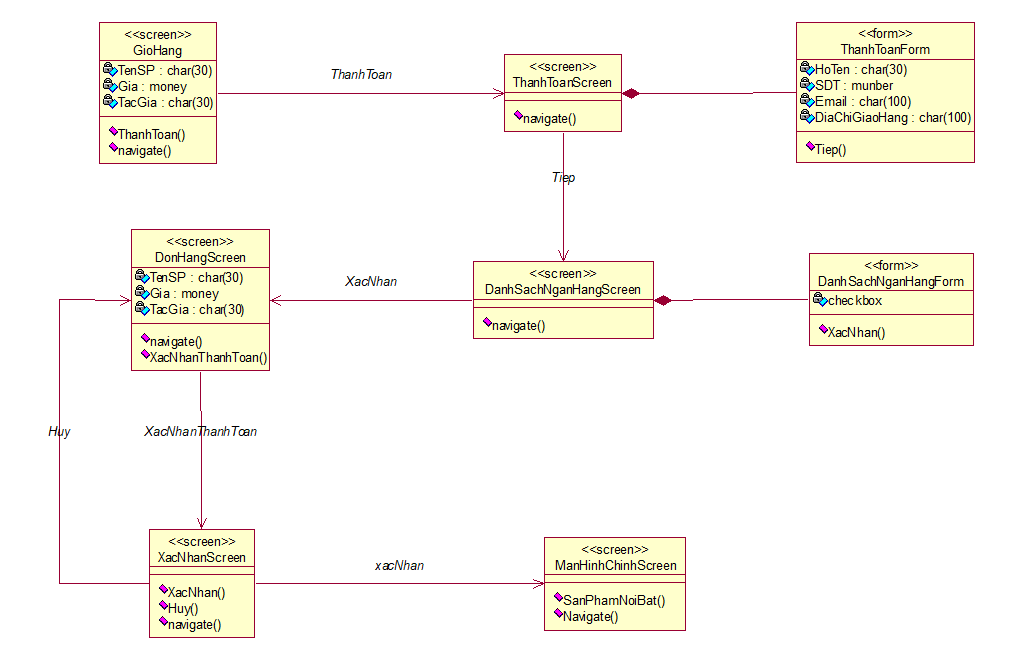 <<screen>>
GioHang
TenSP : char(30)
Gia : money
TacGia : char(30)
ThanhToan()
navigate()
ThanhToan
<<screen>>
ThanhToanScreen
navigate()
<<form>>
ThanhToanForm
HoTen : char(30)
SDT : munber
Email : char(100)
DiaChiGiaoHang : char(100)
Tiep()
Tiep
<<screen>>
DonHangScreen
TenSP : char(30)
Gia : money
TacGia : char(30)
navigate()
XacNhanThanhToan()
XacNhan
<<screen>>
DanhSachNganHangScreen
navigate()
<<form>>
DanhSachNganHangForm
checkbox
XacNhan()
Huy
XacNhanThanhToan
<<screen>>
XacNhanScreen
XacNhan()
Huy()
navigate()
xacNhan
<<screen>>
ManHinhChinhScreen
SanPhamNoiBat()
Navigate()